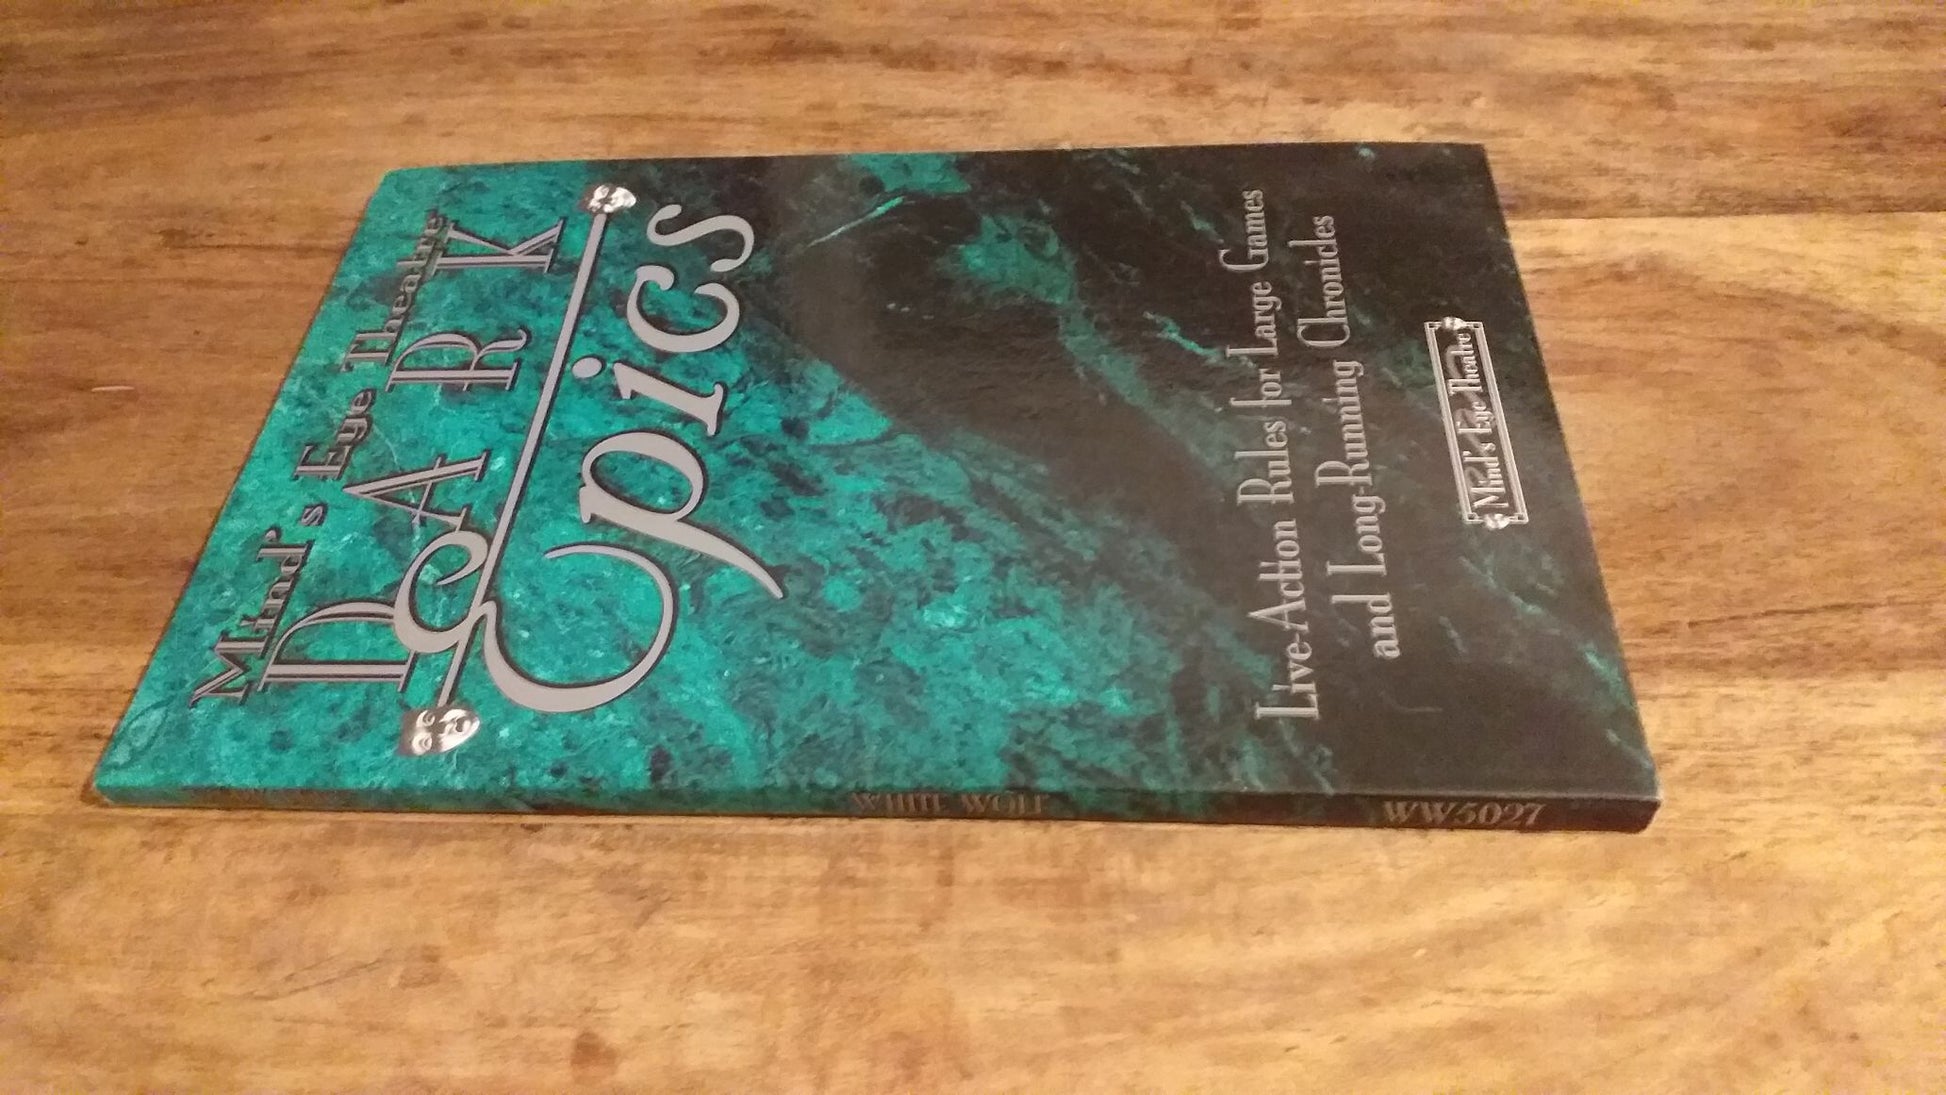 Mind's Eye Theatre
DARK
Epics
Live-Action Rules for Large Games
and Long-Running Chronicles
Mind's Eye Theatre
WHITE WOLF
WW5027